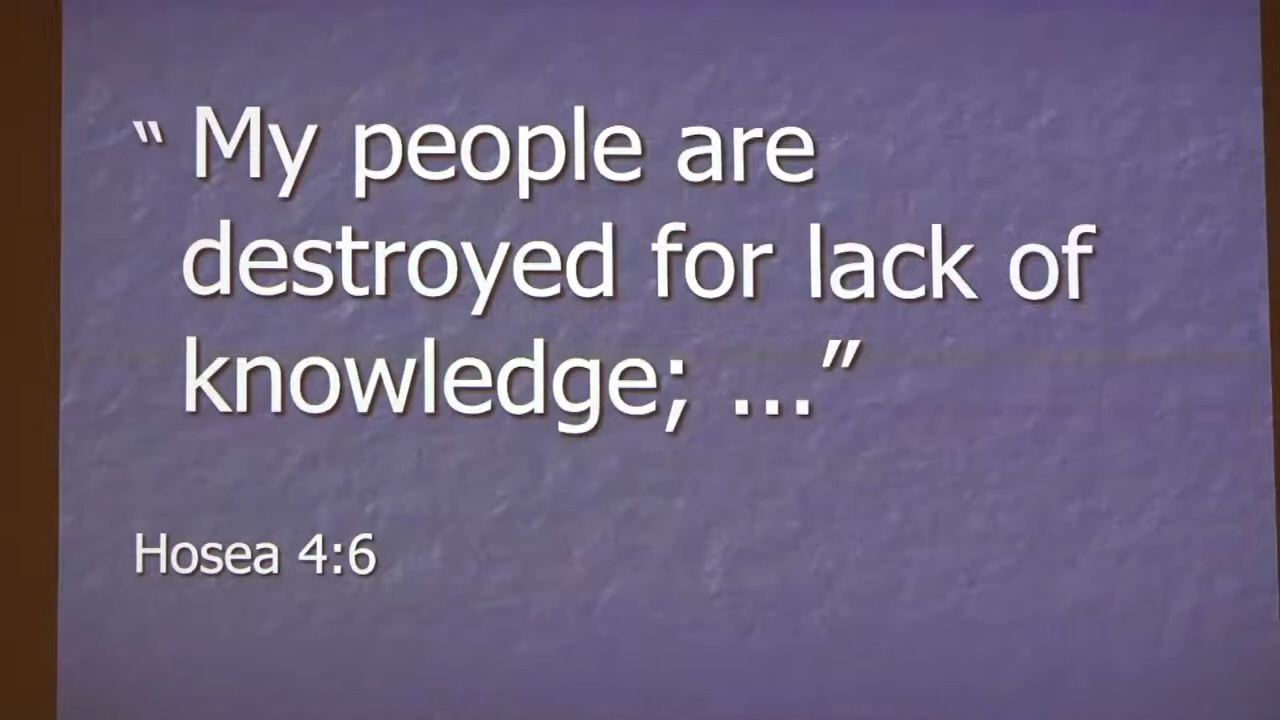 “ My people are
destroyed for lack of
knowledge; ...”
Hosea 4:6